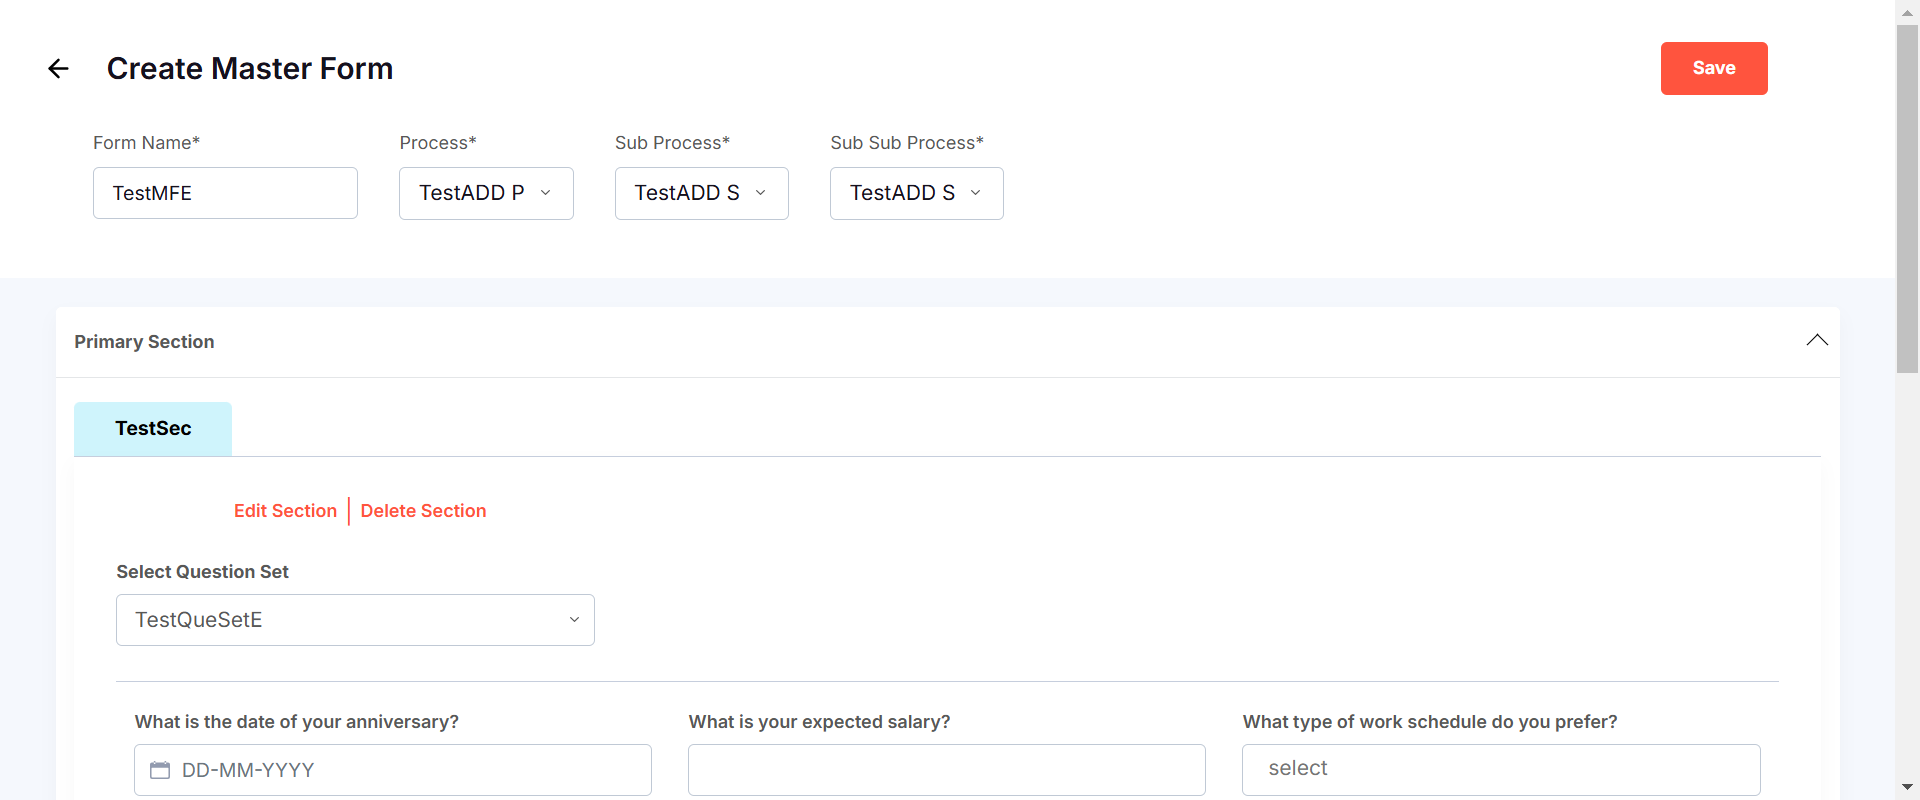 Create Master Form
Save
Form Name*
Process*
Sub Process*
Sub Sub Process*
TestMFE
TestADD P
TestADD S
TestADD S
Primary Section
TestSec
Edit Section
Delete Section
Select Question Set
TestQueSetE
What is the date of your anniversary?
What is your expected salary?
What type of work schedule do you prefer?
DD-MM-YYYY
select